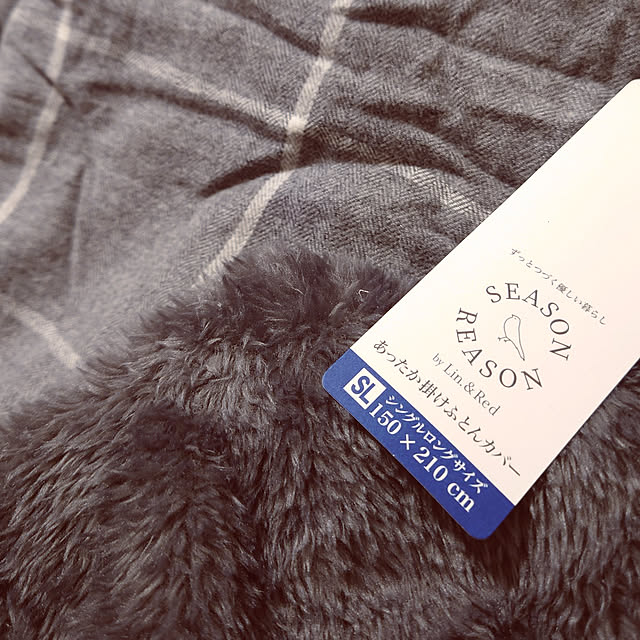 ずっとつづく優しい暮らし
SEASON
REASON
by Lin & Red
あったか掛けふとんカバー
SL シングルロングサイズ
150 × 210 cm